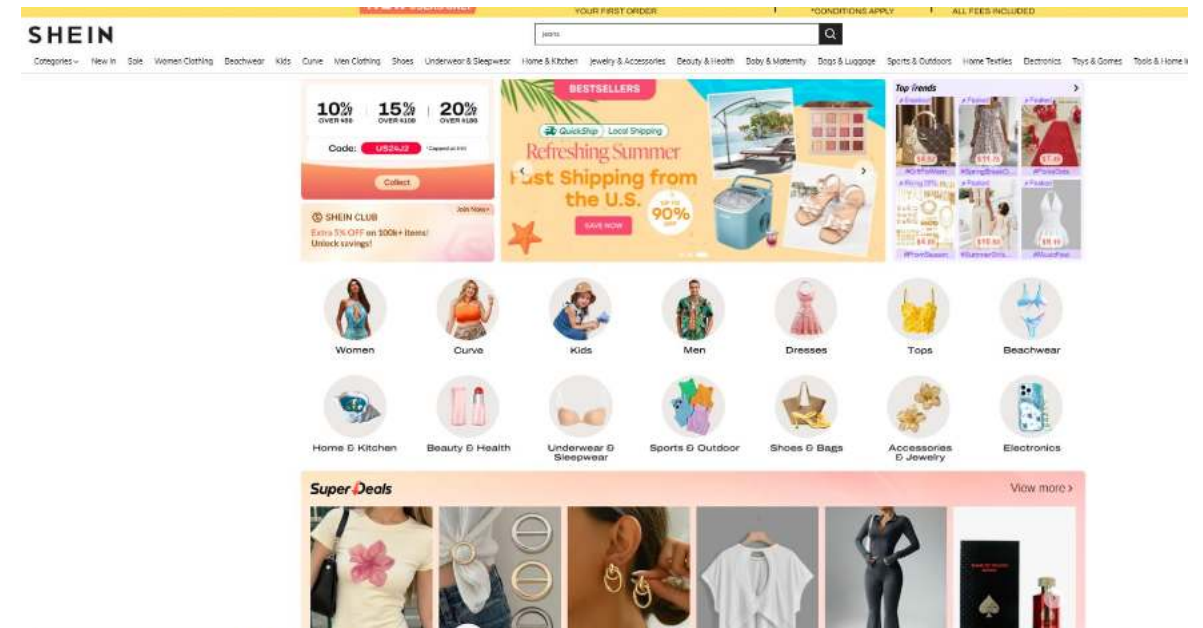 YOUR FIRST ORDER
*CONDITIONS APPLY
ALL FEES INCLUDED
SHEIN
jeans
Categories
New In
Sale
Women Clothing
Beachwear
Kids
Curve
Men Clothing
Shoes
Underwear & Sleepwear
Home & Kitchen
Jewelry & Accessories
Beauty & Health
Baby & Maternity
Bags & Luggage
Sports & Outdoors
Home Textiles
Electronics
Toys & Games
Tools & Home
10%
15%
20%
Code: US24J2
Collect
SHEIN CLUB
Join Now>
Extra 5% OFF on 100k+ items!
Unlock savings!
BESTSELLERS
QuickShip Local Shipping
Refreshing Summer
Fast Shipping from
the U.S.
UP TO
90%
OFF
SAVE NOW
Top Trends
Women
Curve
Kids
Men
Dresses
Tops
Beachwear
Home & Kitchen
Beauty & Health
Underwear &
Sleepwear
Sports & Outdoor
Shoes & Bags
Accessories
& Jewelry
Electronics
Super Deals
View more >